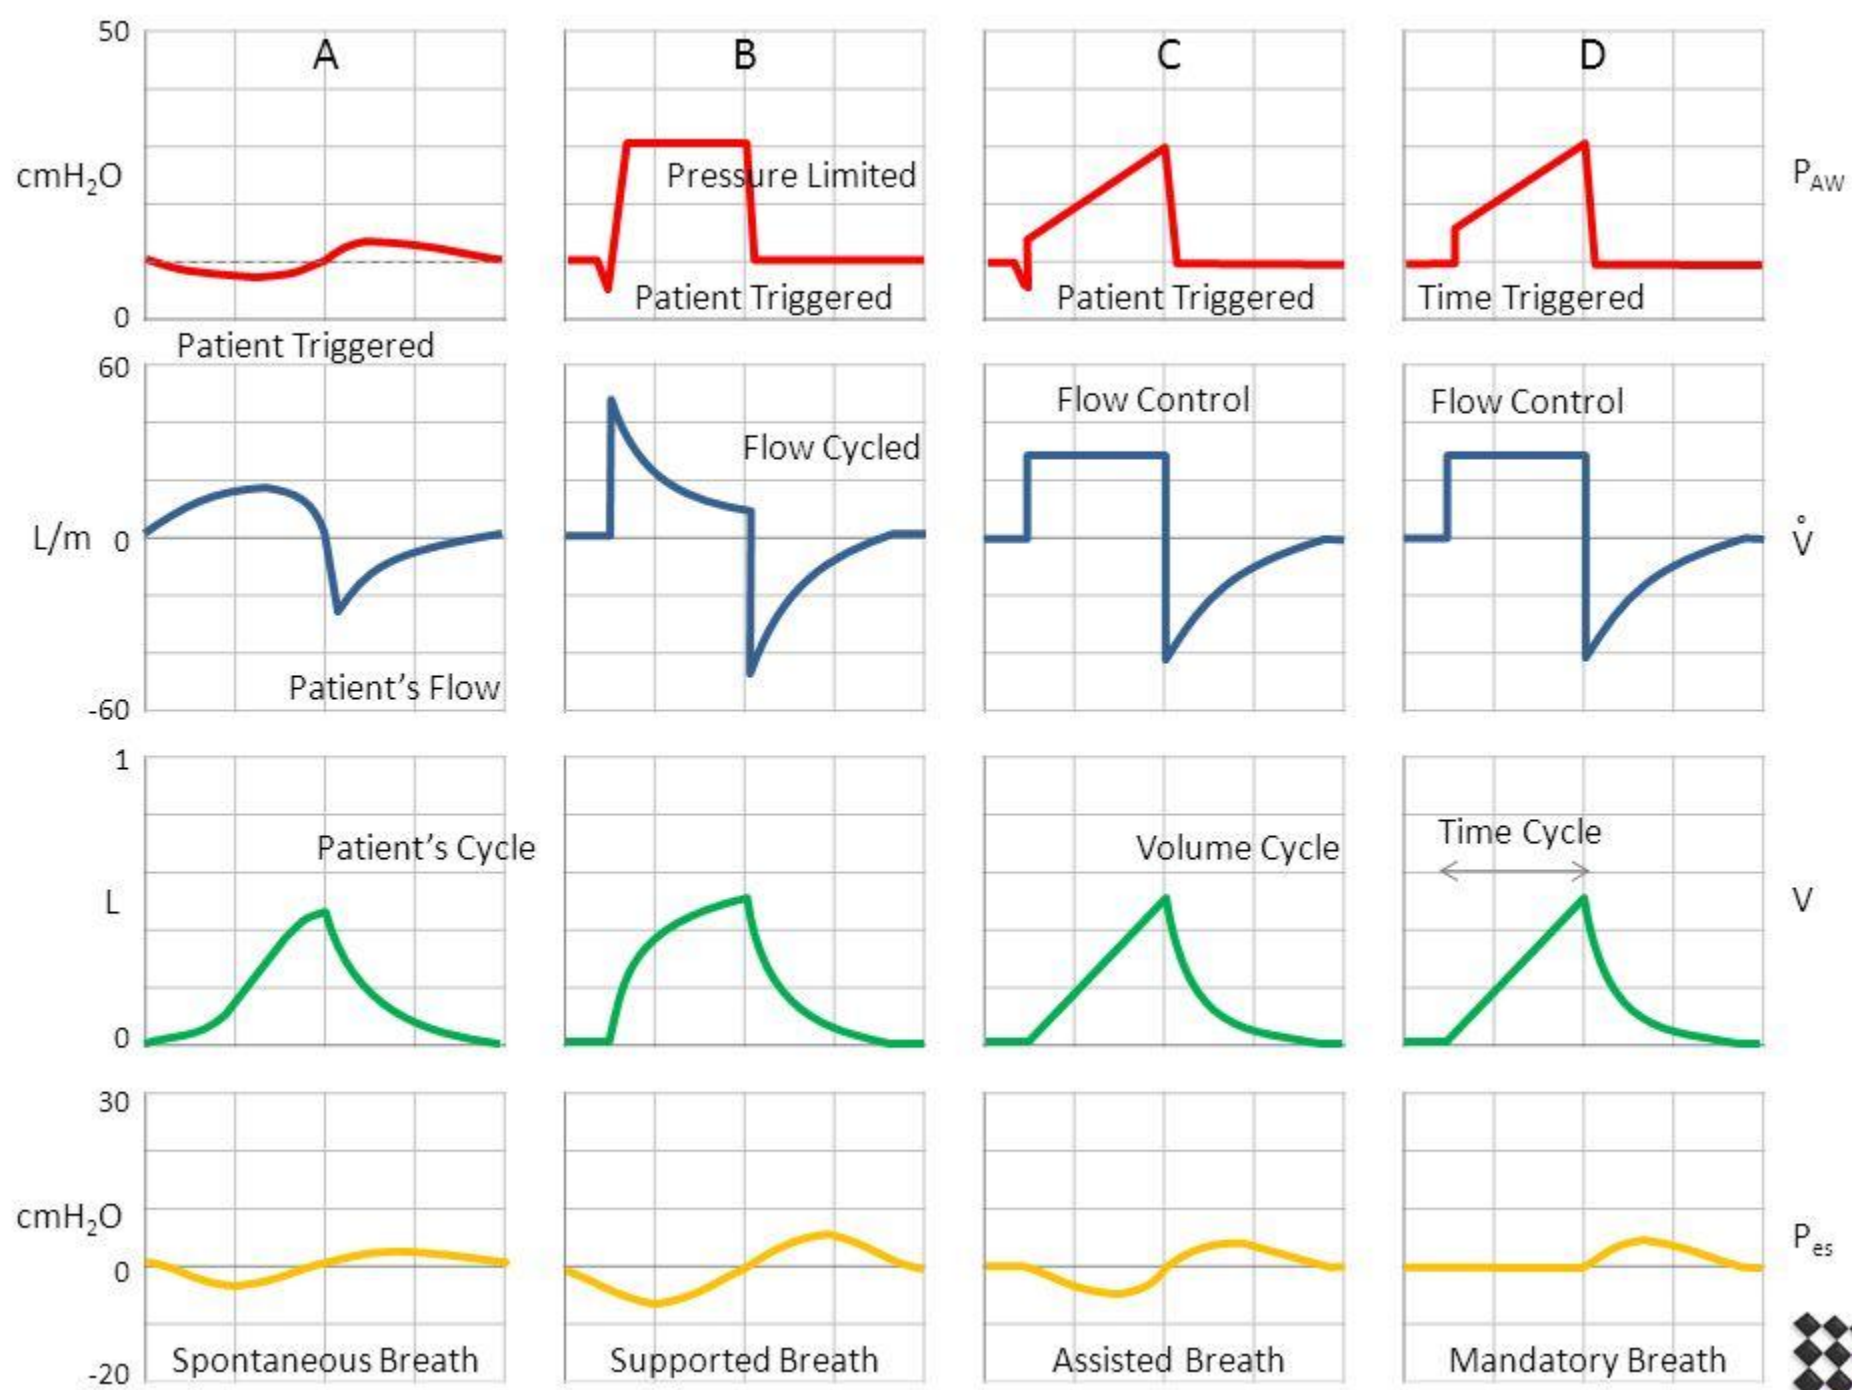 A B C D
50
cmH₂O
0
Pressure Limited
P_AW
Patient Triggered
Patient Triggered
Patient Triggered
Time Triggered
60
L/m 0
-60
Flow Cycled
Flow Control
Flow Control
V̊
Patient's Flow
1
L
0
Patient's Cycle
Volume Cycle
Time Cycle
V
30
cmH₂O
0
-20
P_es
Spontaneous Breath
Supported Breath
Assisted Breath
Mandatory Breath